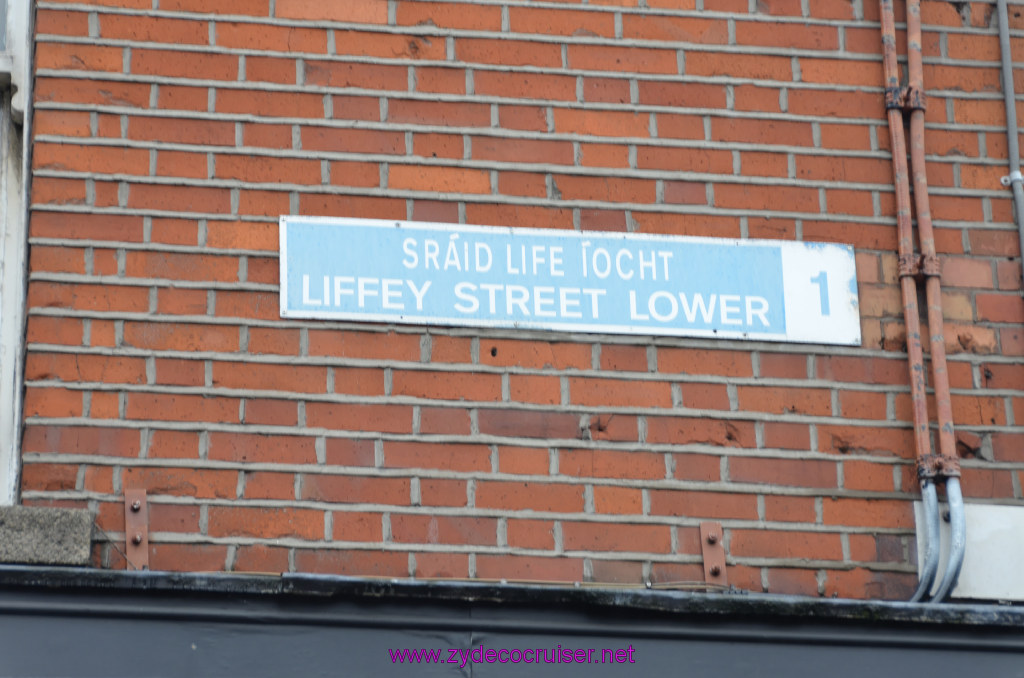 SRÁID LIFE ÍOCHT
LIFFEY STREET LOWER
1
www.zydecocruiser.net